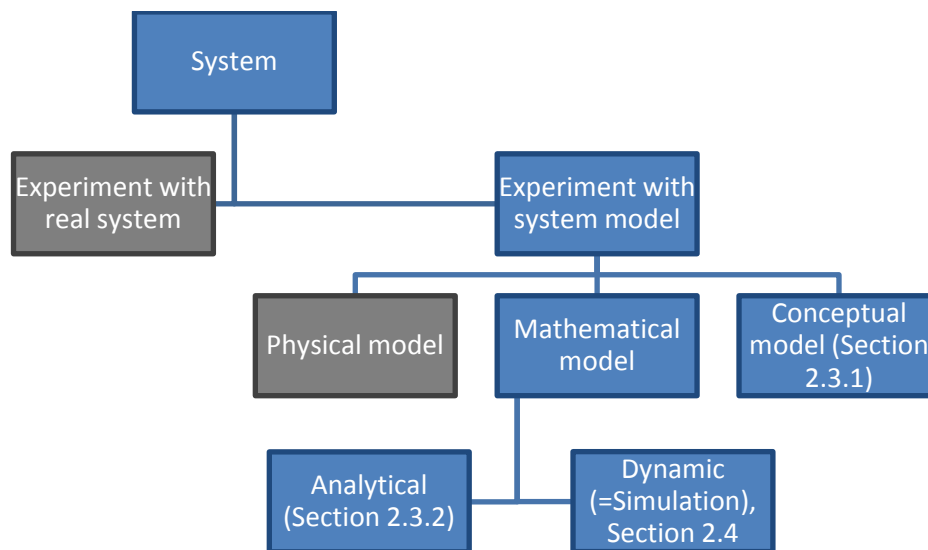 System
Experiment with
real system
Experiment with
system model
Physical model
Mathematical
model
Conceptual
model (Section
2.3.1)
Analytical
(Section 2.3.2)
Dynamic
(=Simulation),
Section 2.4